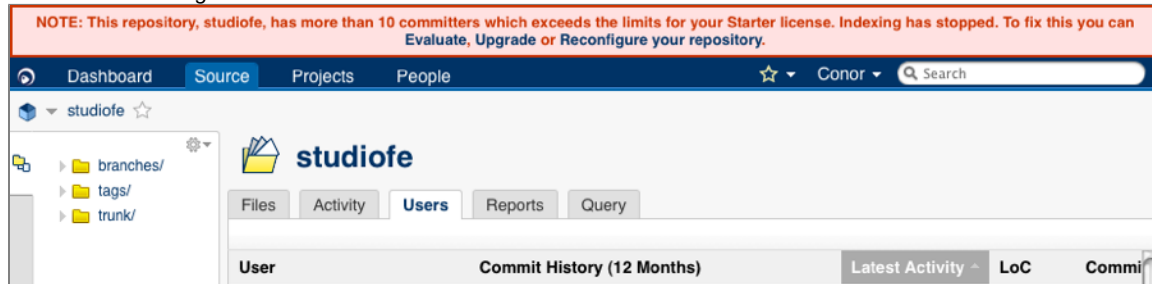 NOTE: This repository, studiofe, has more than 10 committers which exceeds the limits for your Starter license. Indexing has stopped. To fix this you can
Evaluate, Upgrade or Reconfigure your repository.
Dashboard Source Projects People Conor Search
studiofe
branches/
tags/
trunk/
studiofe
Files Activity Users Reports Query
User Commit History (12 Months) Latest Activity LoC Commi